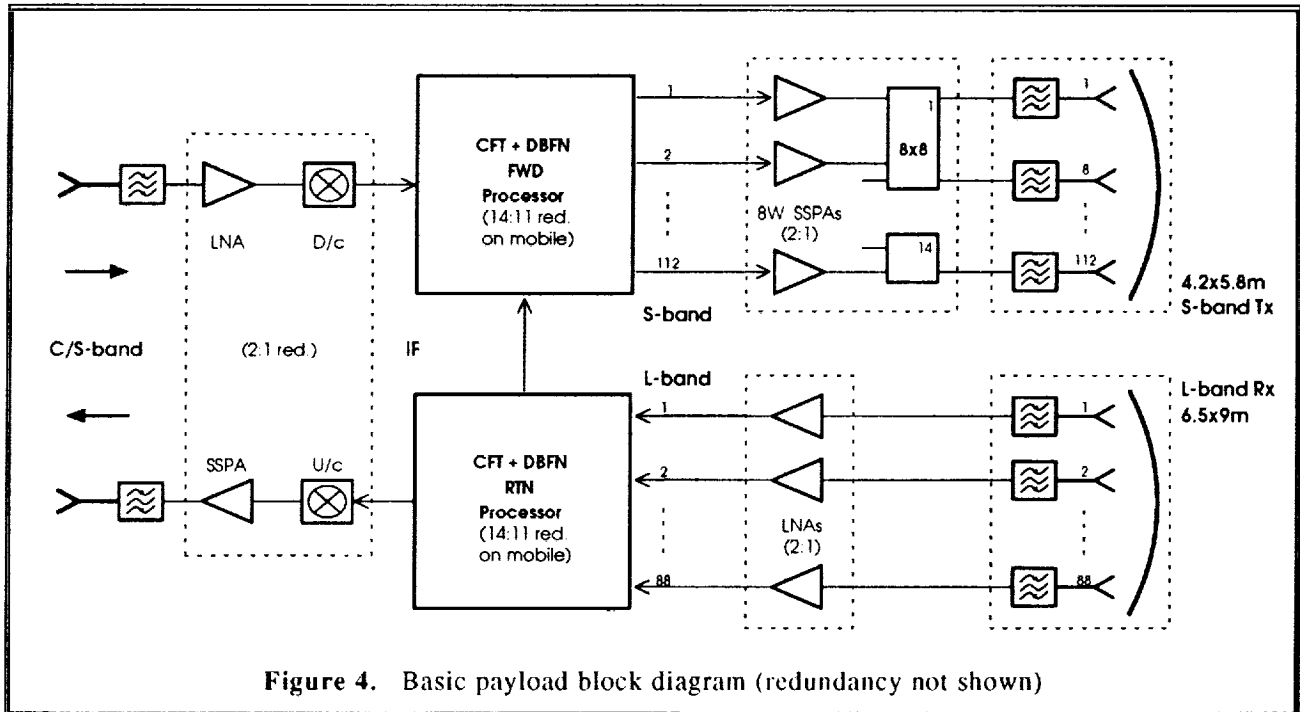 CFT + DBFN
FWD
Processor
(14:11 red.
on mobile)
LNA
D/c
C/S-band
(2:1 red.)
IF
SSPA
U/c
CFT + DBFN
RTN
Processor
(14:11 red.
on mobile)
1
2
112
S-band
8W SSPAs
(2:1)
1
8x8
14
1
8
112
4.2x5.8m
S-band Tx
L-band
1
2
88
LNAs
(2:1)
1
2
88
L-band Rx
6.5x9m
Figure 4. Basic payload block diagram (redundancy not shown)